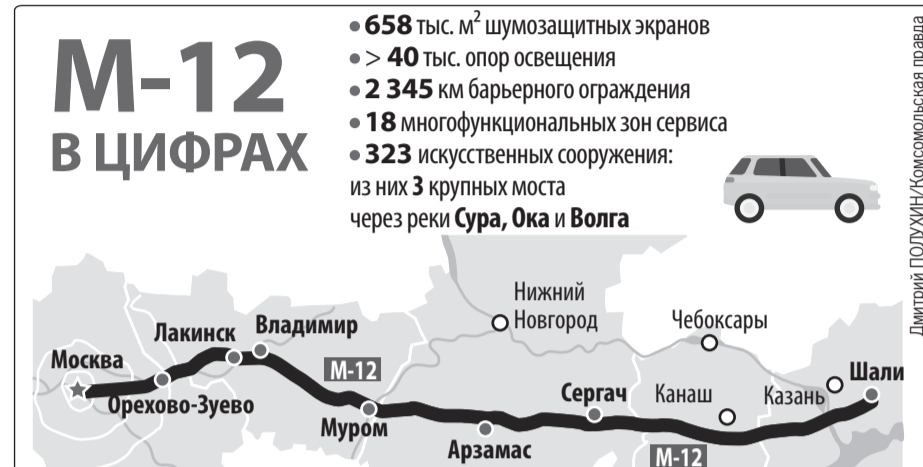 М-12
В ЦИФРАХ
• 658 тыс. м² шумозащитных экранов
• > 40 тыс. опор освещения
• 2 345 км барьерного ограждения
• 18 многофункциональных зон сервиса
• 323 искусственных сооружения:
из них 3 крупных моста
через реки Сура, Ока и Волга
Дмитрий ПОЛУХИН/Комсомольская правда
Москва
Орехово-Зуево
Лакинск
Владимир
М-12
Муром
Нижний
Новгород
Арзамас
Сергач
Чебоксары
Канаш
М-12
Казань
Шали